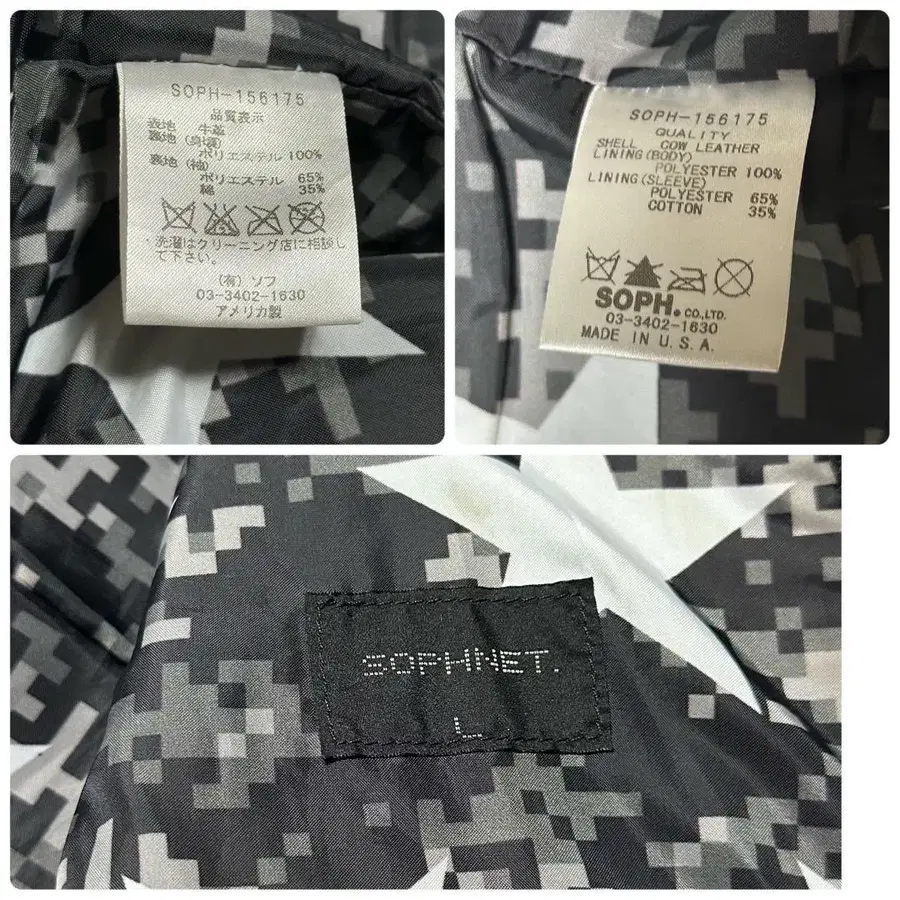 SOPH-156175
品質表示
表地 牛革
裏地(身頃)
ポリエステル 100%
裏地(袖)
ポリエステル 65%
綿 35%
洗濯はクリーニング店に相談し
て下さい。
(有)ソフ
03-3402-1630
アメリカ製
SOPH-156175
QUALITY
SHELL COW LEATHER
LINING(BODY)
POLYESTER 100%
LINING(SLEEVE)
POLYESTER 65%
COTTON 35%
SOPH. CO.,LTD.
03-3402-1630
MADE IN U.S.A.
SOPHNET.
L